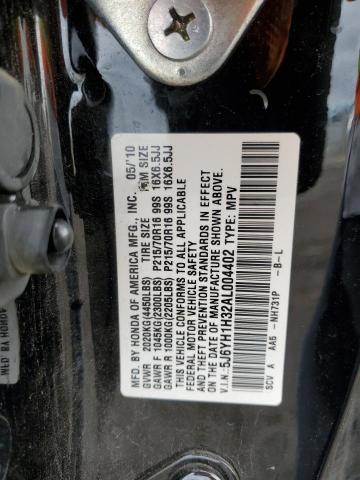 MFD. BY HONDA OF AMERICA MFG., INC. 05/'10
TIRE SIZE RIM SIZE
GVWR 2020KG(4450LBS)
GAWR F 1045KG(2300LBS) P215/70R16 99S 16X6.5JJ
GAWR R 1000KG(2205LBS) P215/70R16 99S 16X6.5JJ
THIS VEHICLE CONFORMS TO ALL APPLICABLE
FEDERAL MOTOR VEHICLE SAFETY
AND THEFT PREVENTION STANDARDS IN EFFECT
ON THE DATE OF MANUFACTURE SHOWN ABOVE.
V.I.N.:5J6YH1H32AL004402 TYPE: MPV
SCV A AA5 -NH731P -B-L